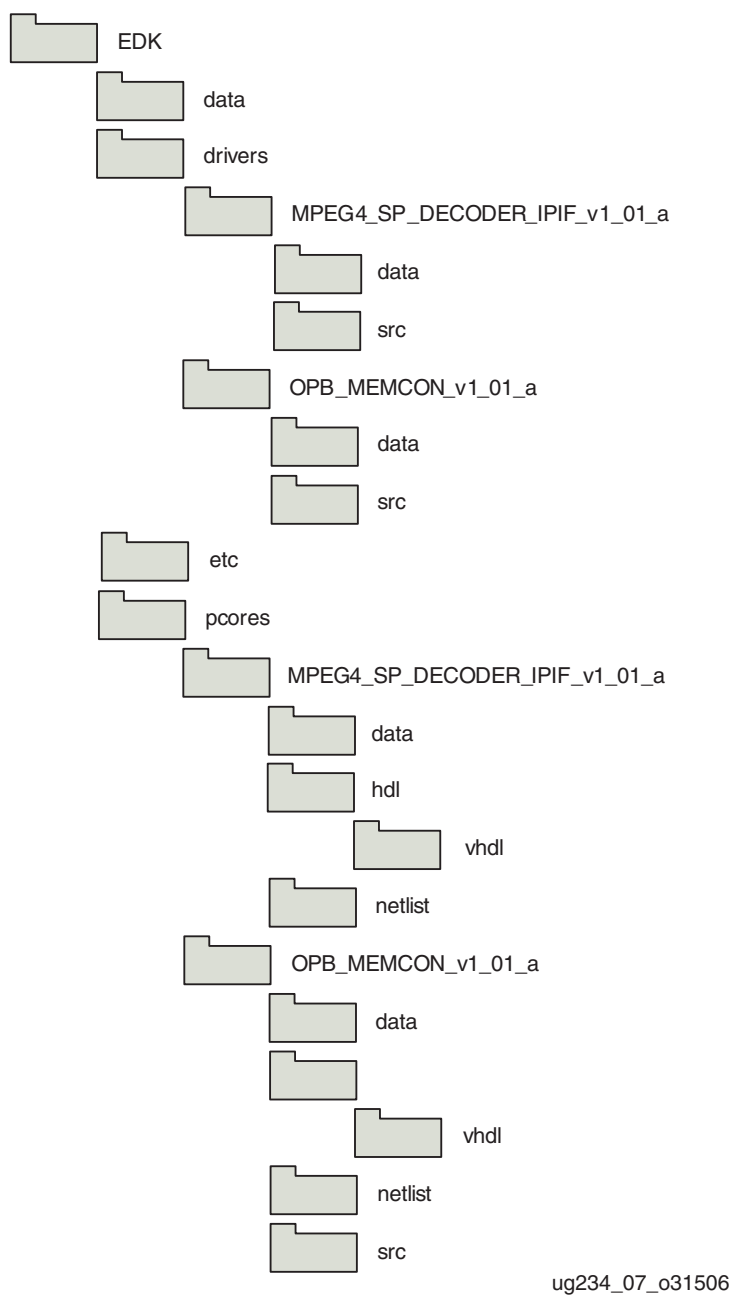 EDK
data
drivers
MPEG4_SP_DECODER_IPIF_v1_01_a
data
src
OPB_MEMCON_v1_01_a
data
src
etc
pcores
MPEG4_SP_DECODER_IPIF_v1_01_a
data
hdl
vhdl
netlist
OPB_MEMCON_v1_01_a
data
vhdl
netlist
src
ug234_07_o31506